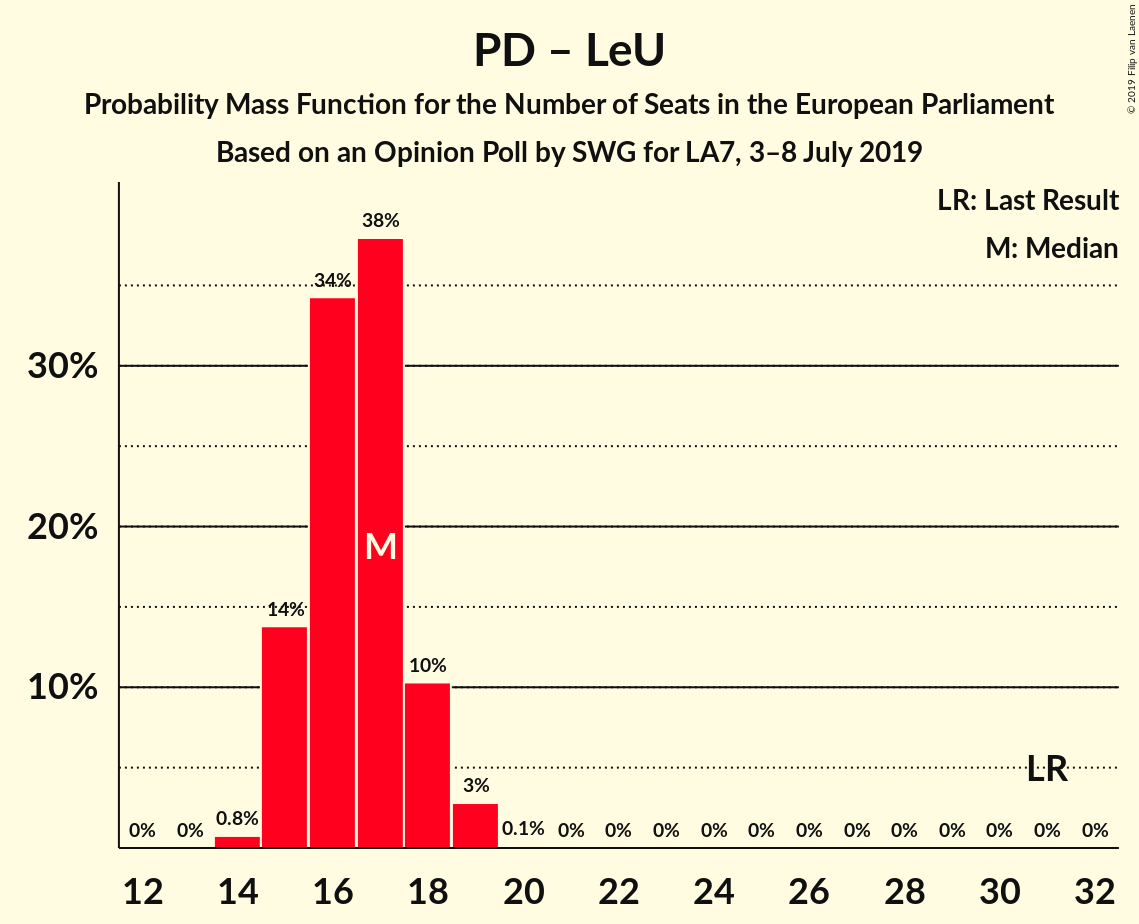 PD – LeU
Probability Mass Function for the Number of Seats in the European Parliament
Based on an Opinion Poll by SWG for LA7, 3–8 July 2019
© 2019 Filip van Laenen
LR: Last Result
M: Median
38%
34%
30%
20%
M
14%
10%
10%
LR
3%
0.8%
0% 0% 0.1% 0% 0% 0% 0% 0% 0% 0% 0% 0% 0% 0% 0%
12 14 16 18 20 22 24 26 28 30 32